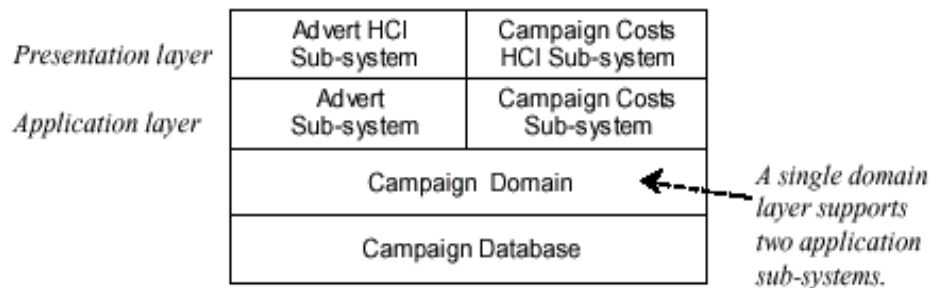 Presentation layer
Advert HCI
Sub-system
Campaign Costs
HCI Sub-system
Application layer
Advert
Sub-system
Campaign Costs
Sub-system
Campaign Domain
Campaign Database
A single domain
layer supports
two application
sub-systems.